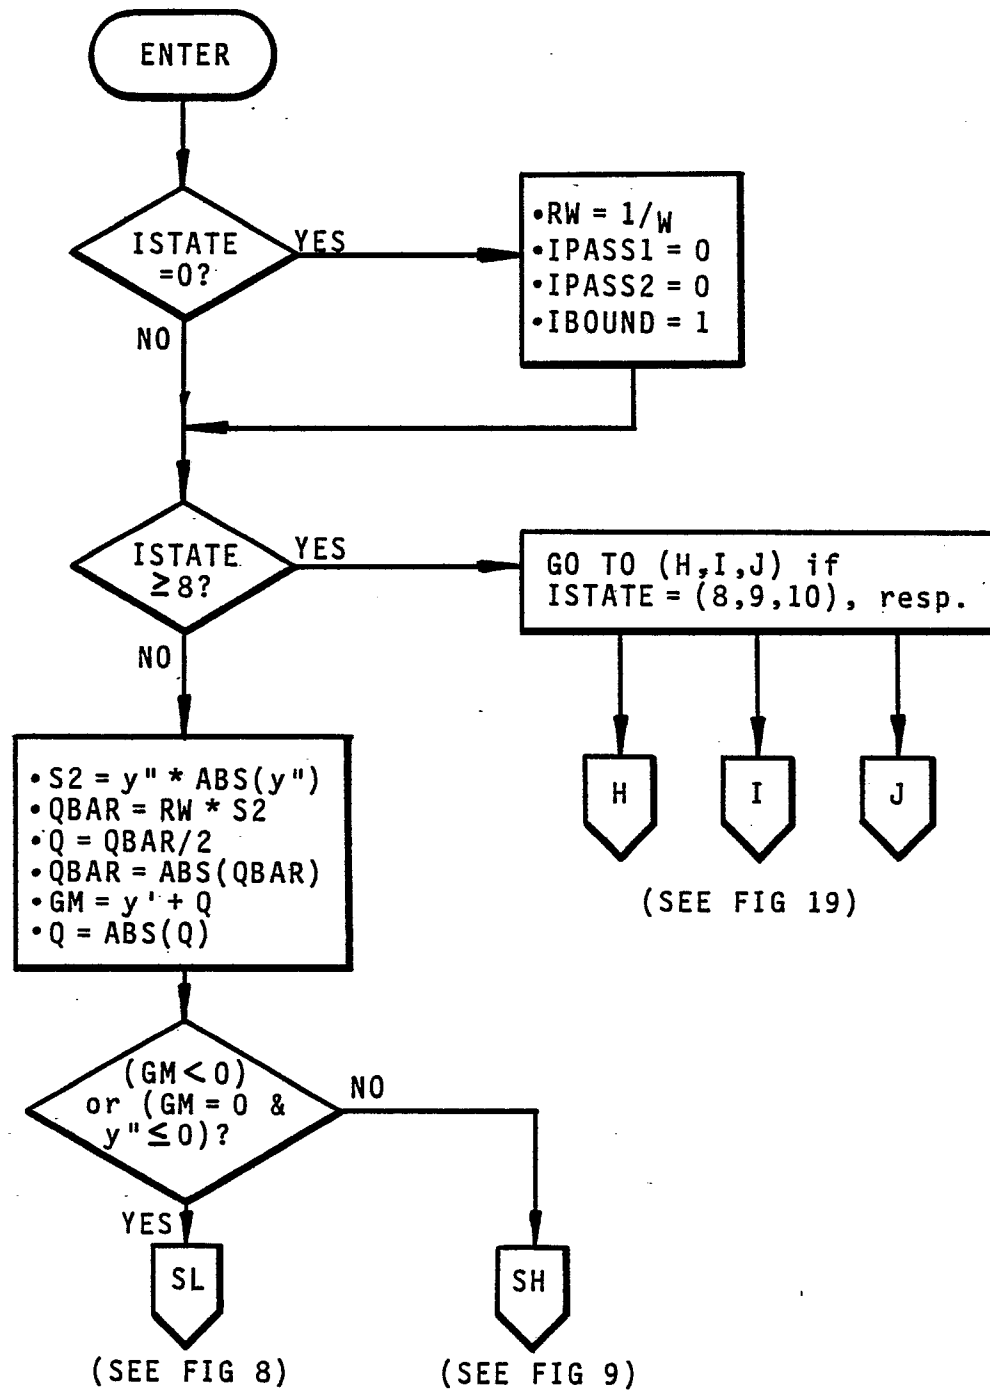 ENTER
ISTATE
=0?
YES
NO
•RW = 1/W
•IPASS1 = 0
•IPASS2 = 0
•IBOUND = 1
ISTATE
≥8?
YES
NO
GO TO (H,I,J) if
ISTATE = (8,9,10), resp.
H
I
J
(SEE FIG 19)
•S2 = y" * ABS(y")
•QBAR = RW * S2
•Q = QBAR/2
•QBAR = ABS(QBAR)
•GM = y' + Q
•Q = ABS(Q)
(GM < 0)
or (GM = 0 &
y" ≤ 0)?
NO
YES
SL
SH
(SEE FIG 8)
(SEE FIG 9)